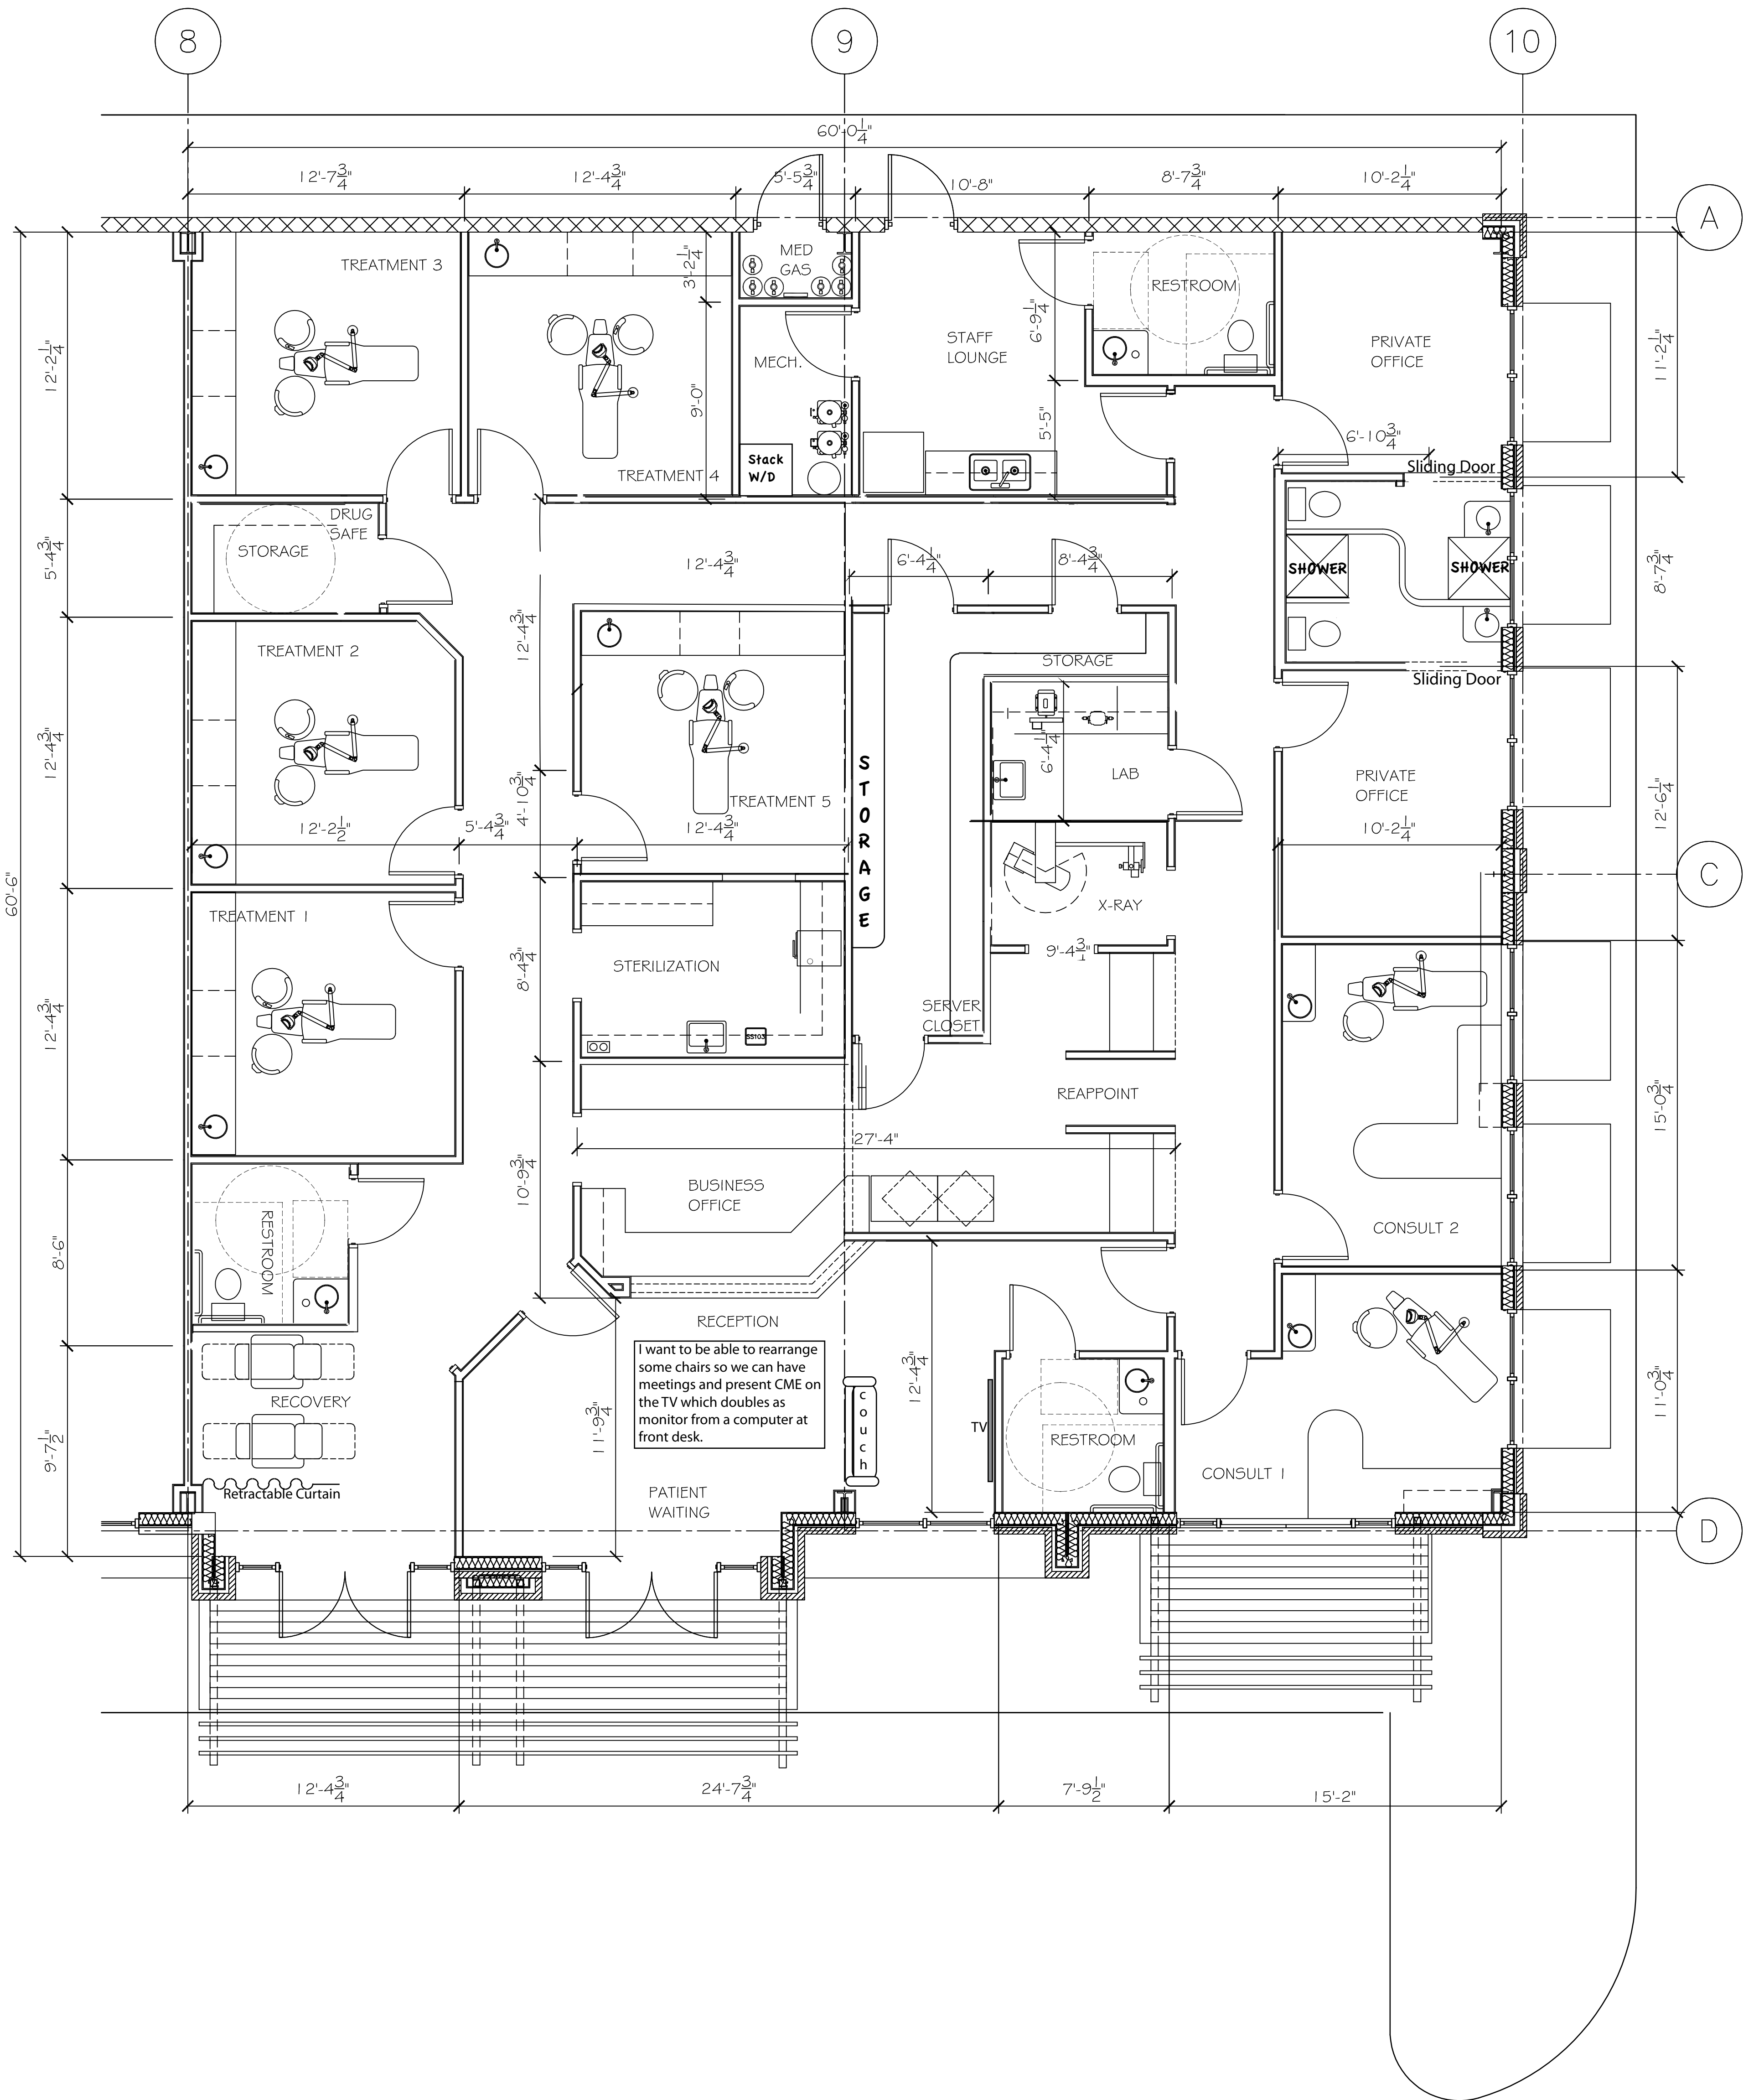 8
9
10
60'-0 1/4"
12'-7 3/4"
12'-4 3/4"
5'-5 3/4"
10'-8"
8'-7 3/4"
10'-2 1/4"
A
TREATMENT 3
3'-2 1/4"
MED
GAS
RESTROOM
6'-9 1/4"
STAFF
LOUNGE
PRIVATE
OFFICE
11'-2 1/4"
12'-2 1/4"
MECH.
9'-0"
5'-5"
6'-10 3/4"
TREATMENT 4
Stack
W/D
Sliding Door
DRUG
SAFE
STORAGE
5'-4 3/4"
12'-4 3/4"
6'-4 1/4"
8'-4 3/4"
SHOWER
SHOWER
8'-7 3/4"
12'-4 3/4"
TREATMENT 2
STORAGE
Sliding Door
12'-4 3/4"
STORAGE
6'-4 1/4"
LAB
PRIVATE
OFFICE
12'-6 1/4"
4'-10 3/4"
TREATMENT 5
12'-2 1/2"
5'-4 3/4"
12'-4 3/4"
10'-2 1/4"
60'-6"
C
TREATMENT 1
X-RAY
9'-4 3/
STERILIZATION
8'-4 3/4"
12'-4 3/4"
SERVER
CLOSET
SS103
REAPPOINT
15'-0 3/4"
27'-4"
10'-9 3/4"
BUSINESS
OFFICE
RESTROOM
CONSULT 2
8'-6"
RECEPTION
I want to be able to rearrange
some chairs so we can have
meetings and present CME on
the TV which doubles as
monitor from a computer at
front desk.
12'-4 3/4"
RECOVERY
couch
11'-9 3/4"
TV
RESTROOM
11'-0 3/4"
9'-7 1/2"
CONSULT 1
Retractable Curtain
PATIENT
WAITING
D
12'-4 3/4"
24'-7 3/4"
7'-9 1/2"
15'-2"